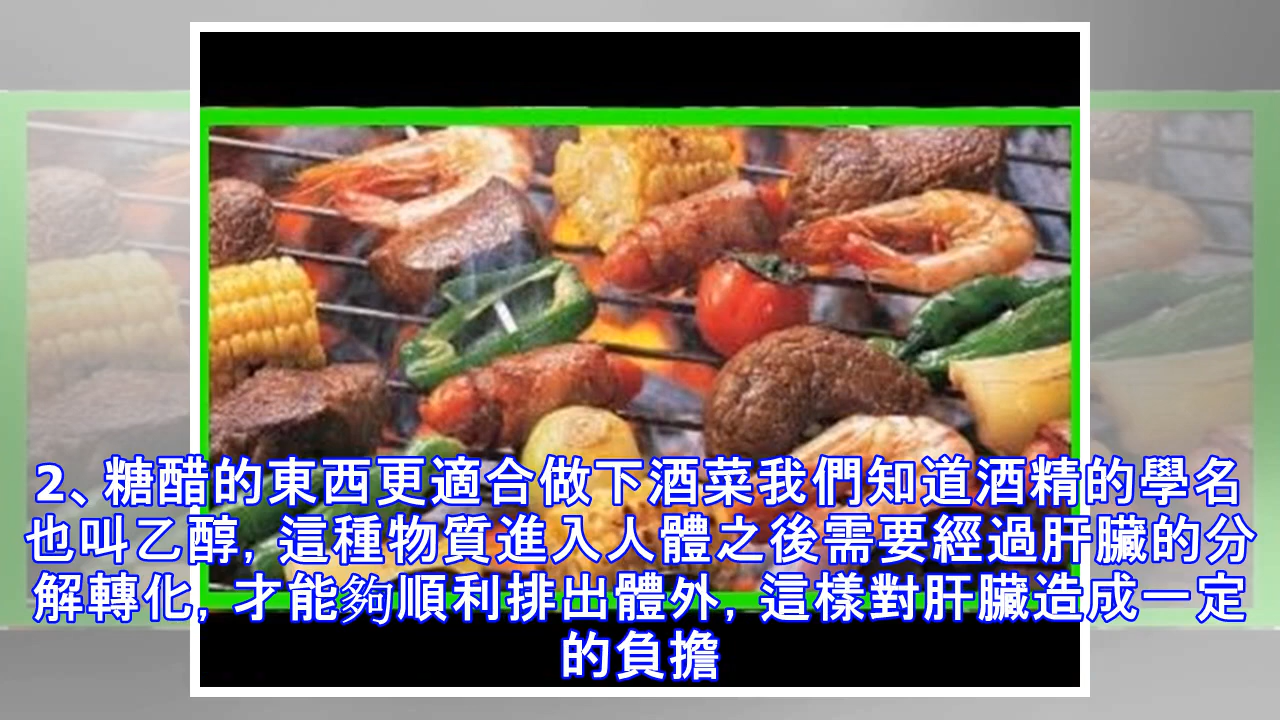 2、糖醋的東西更適合做下酒菜我們知道酒精的學名
也叫乙醇, 這種物質進入人體之後需要經過肝臟的分
解轉化, 才能夠順利排出體外, 這樣對肝臟造成一定
的負擔